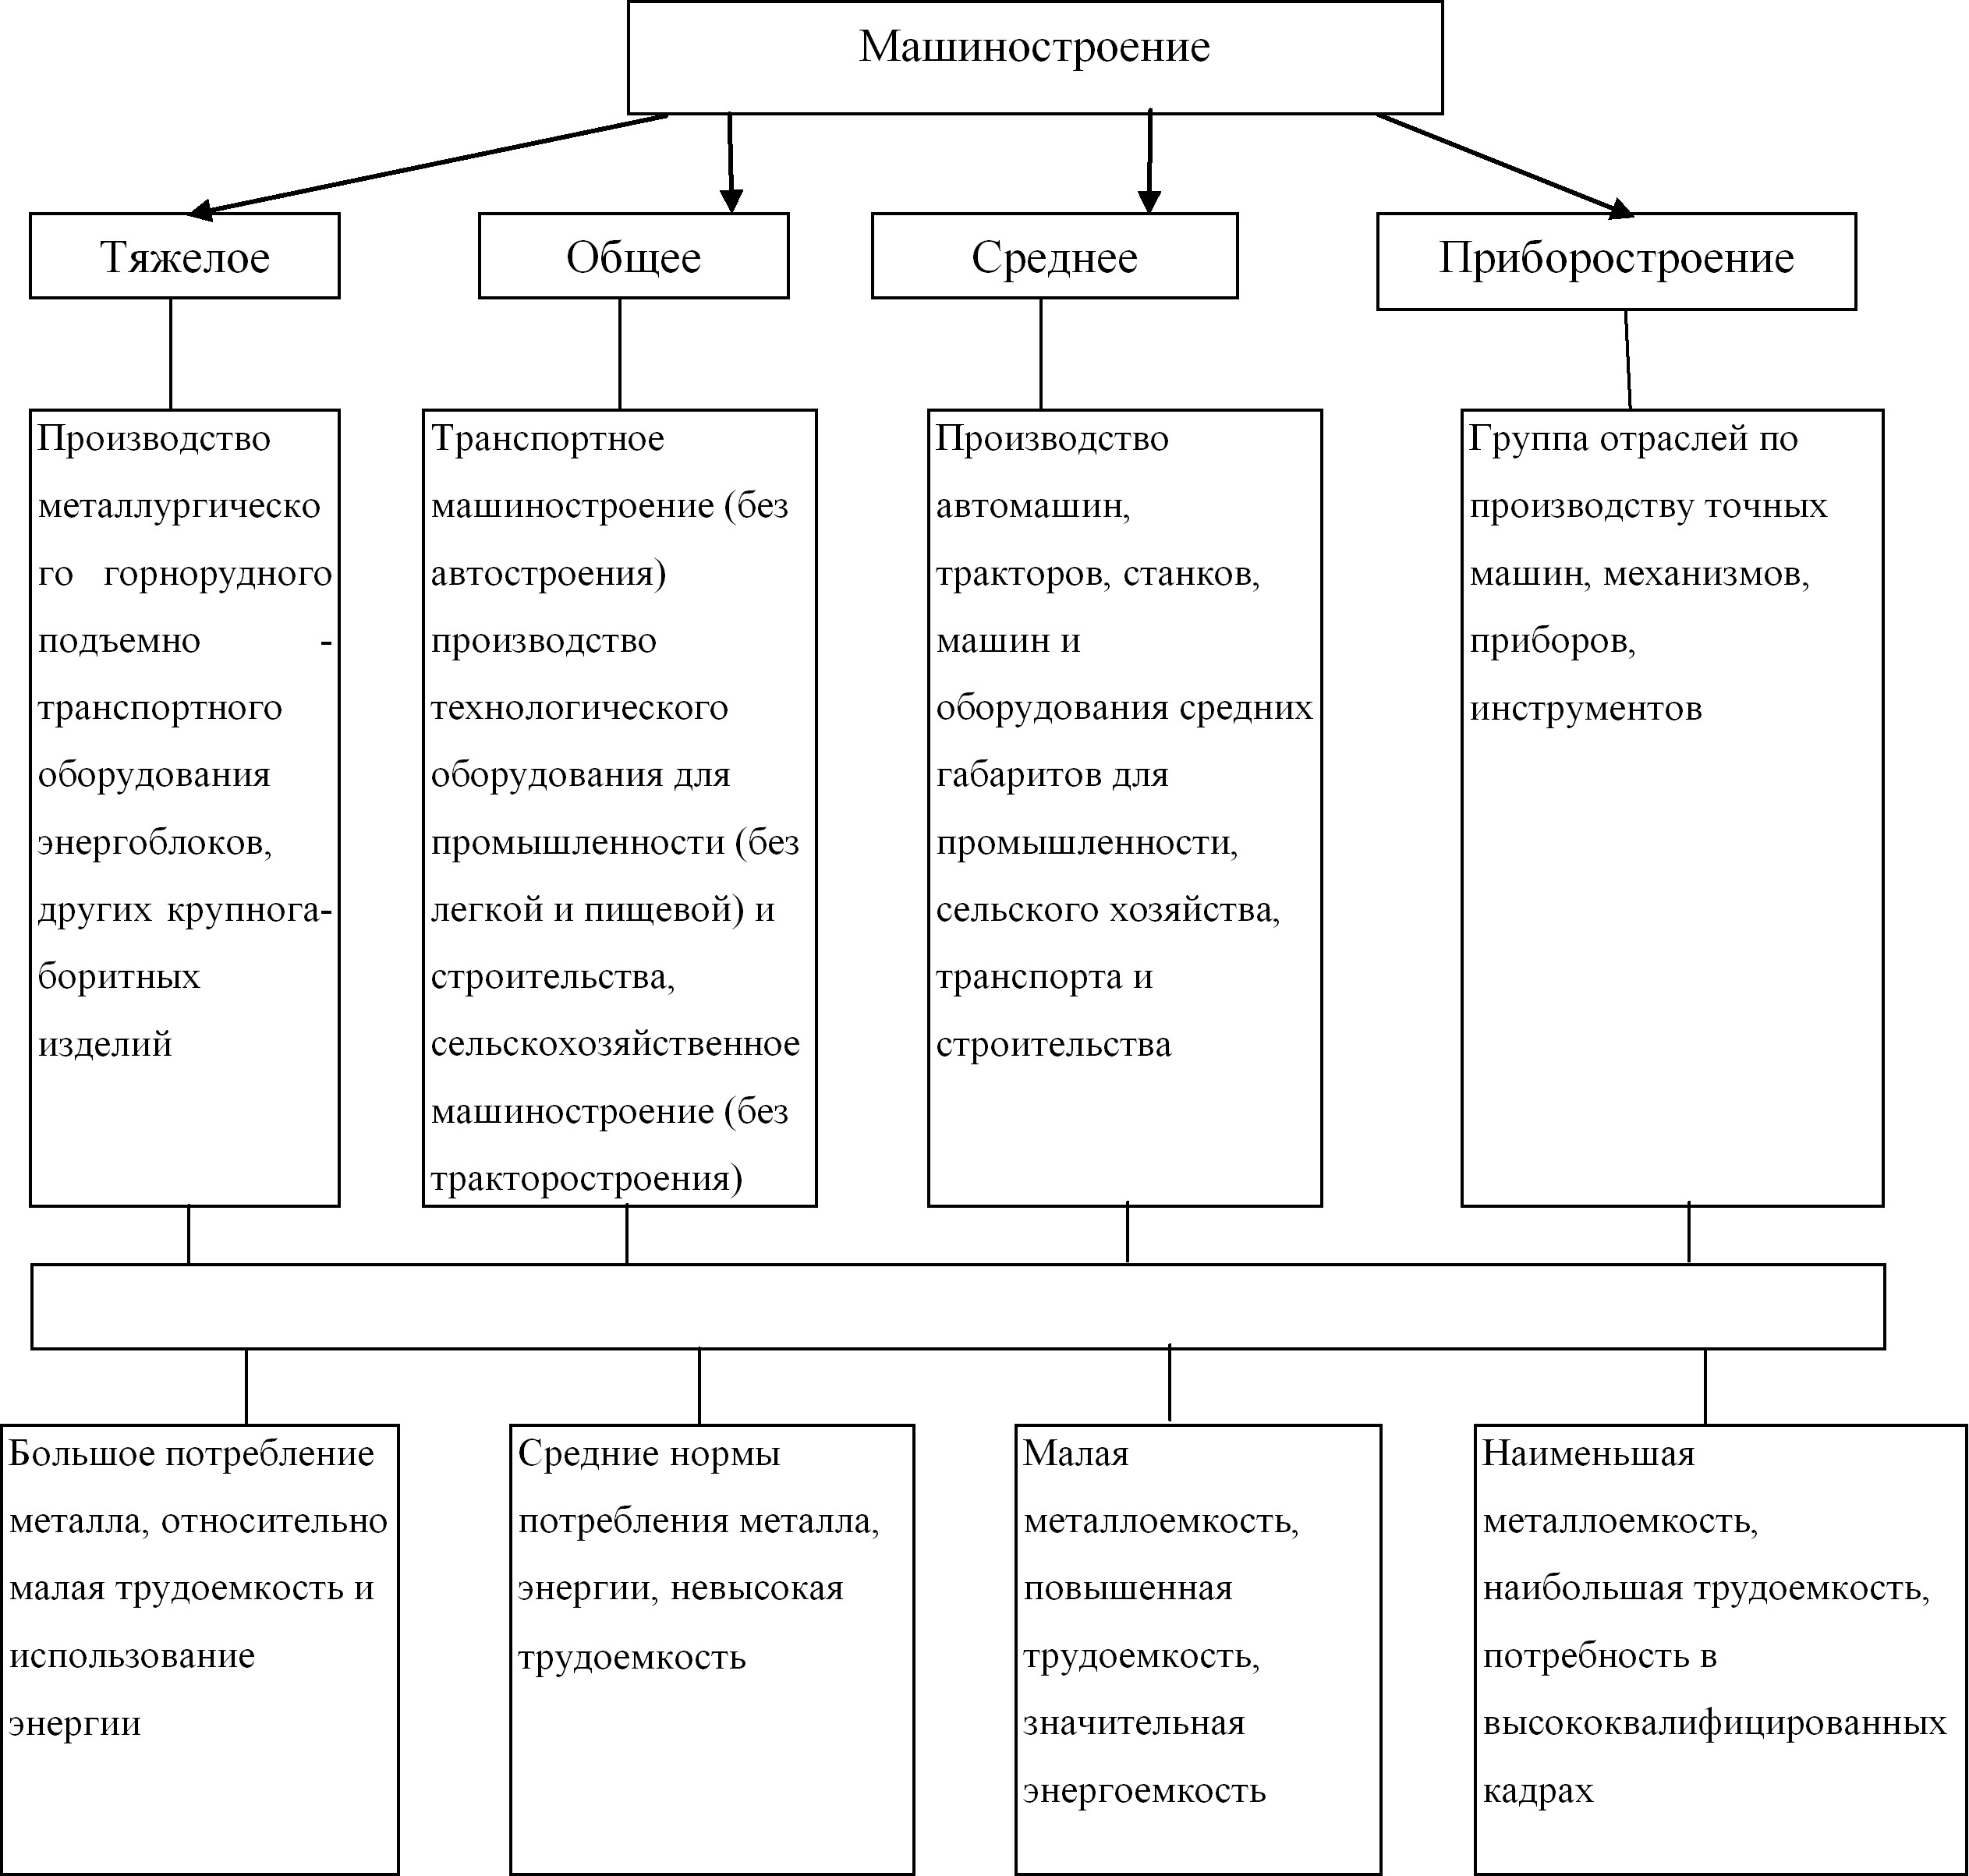 Машиностроение
Тяжелое
Общее
Среднее
Приборостроение
Производство
металлургическо
го горнорудного
подъемно -
транспортного
оборудования
энергоблоков,
других крупнога-
боритных
изделий
Транспортное
машиностроение (без
автостроения)
производство
технологического
оборудования для
промышленности (без
легкой и пищевой) и
строительства,
сельскохозяйственное
машиностроение (без
тракторостроения)
Производство
автомашин,
тракторов, станков,
машин и
оборудования средних
габаритов для
промышленности,
сельского хозяйства,
транспорта и
строительства
Группа отраслей по
производству точных
машин, механизмов,
приборов,
инструментов
Большое потребление
металла, относительно
малая трудоемкость и
использование
энергии
Средние нормы
потребления металла,
энергии, невысокая
трудоемкость
Малая
металлоемкость,
повышенная
трудоемкость,
значительная
энергоемкость
Наименьшая
металлоемкость,
наибольшая трудоемкость,
потребность в
высококвалифицированных
кадрах